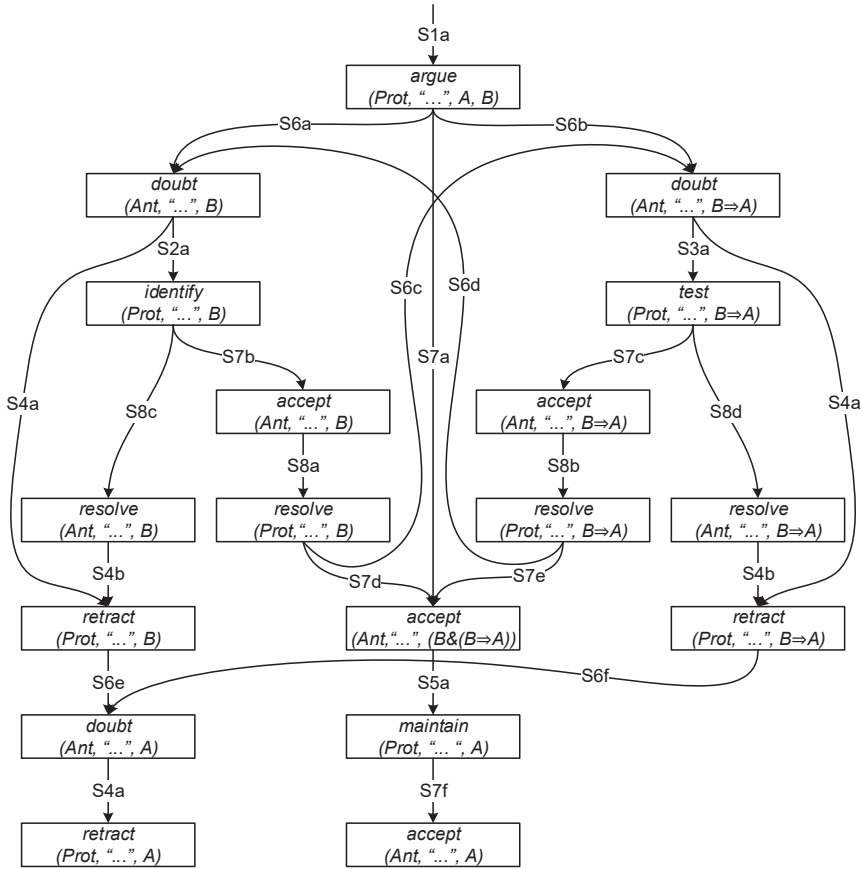 S1a
argue
(Prot, “...”, A, B)
S6a
S6b
doubt
(Ant, “...”, B)
doubt
(Ant, “...”, B⇒A)
S2a
S3a
identify
(Prot, “...”, B)
S6c
S6d
test
(Prot, “...”, B⇒A)
S7b
S7a
S7c
S4a
S8c
accept
(Ant, “...”, B)
accept
(Ant, “...”, B⇒A)
S8d
S4a
S8a
S8b
resolve
(Ant, “...”, B)
resolve
(Prot,“...”, B)
resolve
(Prot,“...”, B⇒A)
resolve
(Ant, “...”, B⇒A)
S4b
S7d
S7e
S4b
retract
(Prot, “...”, B)
accept
(Ant,“...”, (B&(B⇒A))
retract
(Prot, “...”, B⇒A)
S6e
S5a
S6f
doubt
(Ant, “...”, A)
maintain
(Prot, “... “, A)
S4a
S7f
retract
(Prot, “...”, A)
accept
(Ant, “...”, A)